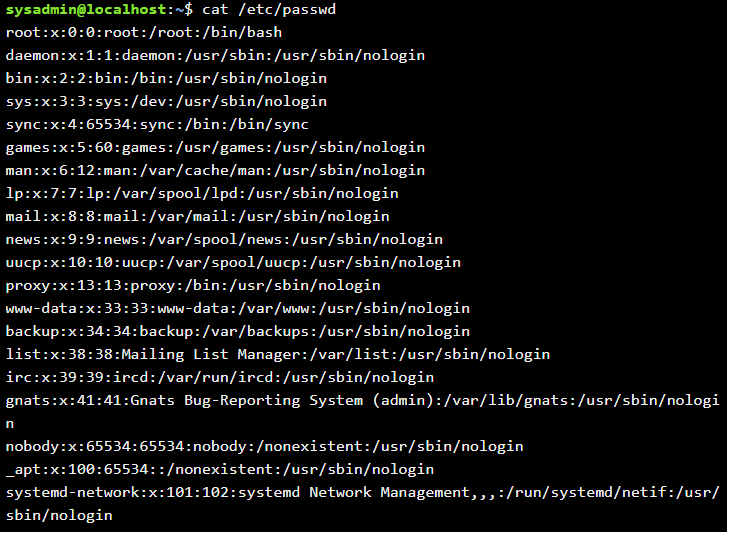 sysadmin@localhost:~$ cat /etc/passwd
root:x:0:0:root:/root:/bin/bash
daemon:x:1:1:daemon:/usr/sbin:/usr/sbin/nologin
bin:x:2:2:bin:/bin:/usr/sbin/nologin
sys:x:3:3:sys:/dev:/usr/sbin/nologin
sync:x:4:65534:sync:/bin:/bin/sync
games:x:5:60:games:/usr/games:/usr/sbin/nologin
man:x:6:12:man:/var/cache/man:/usr/sbin/nologin
lp:x:7:7:lp:/var/spool/lpd:/usr/sbin/nologin
mail:x:8:8:mail:/var/mail:/usr/sbin/nologin
news:x:9:9:news:/var/spool/news:/usr/sbin/nologin
uucp:x:10:10:uucp:/var/spool/uucp:/usr/sbin/nologin
proxy:x:13:13:proxy:/bin:/usr/sbin/nologin
www-data:x:33:33:www-data:/var/www:/usr/sbin/nologin
backup:x:34:34:backup:/var/backups:/usr/sbin/nologin
list:x:38:38:Mailing List Manager:/var/list:/usr/sbin/nologin
irc:x:39:39:ircd:/var/run/ircd:/usr/sbin/nologin
gnats:x:41:41:Gnats Bug-Reporting System (admin):/var/lib/gnats:/usr/sbin/nologi
n
nobody:x:65534:65534:nobody:/nonexistent:/usr/sbin/nologin
_apt:x:100:65534::/nonexistent:/usr/sbin/nologin
systemd-network:x:101:102:systemd Network Management,,,:/run/systemd/netif:/usr/
sbin/nologin